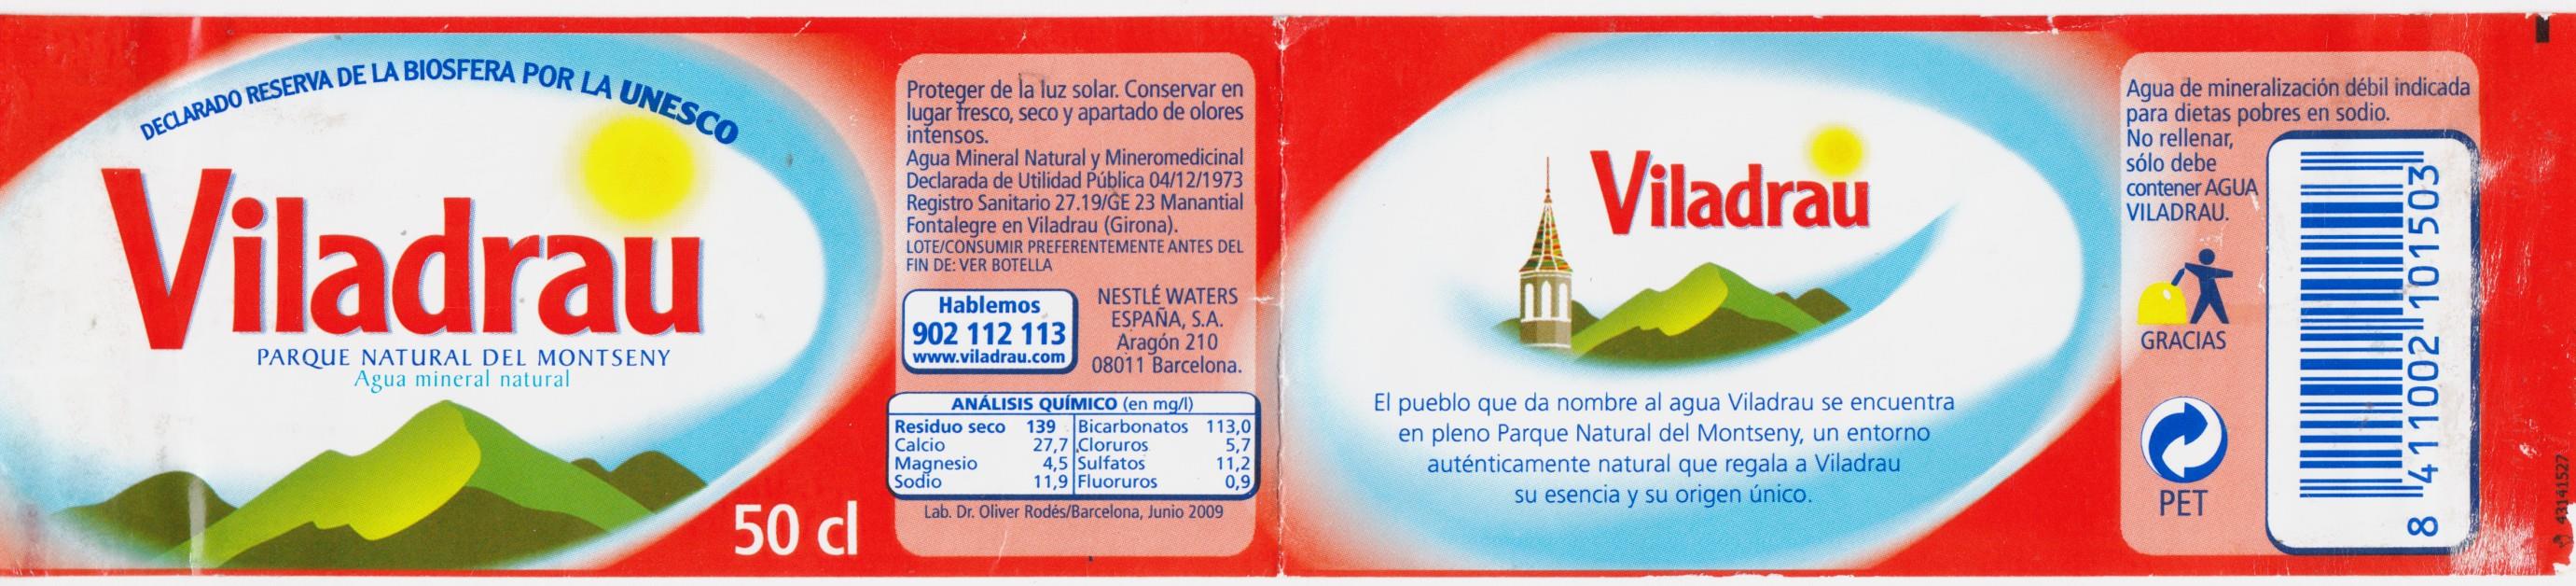 DECLARADO RESERVA DE LA BIOSFERA POR LA UNESCO
Viladrau
PARQUE NATURAL DEL MONTSENY
Agua mineral natural
50 cl
Proteger de la luz solar. Conservar en
lugar fresco, seco y apartado de olores
intensos.
Agua Mineral Natural y Mineromedicinal
Declarada de Utilidad Pública 04/12/1973
Registro Sanitario 27.19/GE 23 Manantial
Fontalegre en Viladrau (Girona).
LOTE/CONSUMIR PREFERENTEMENTE ANTES DEL
FIN DE: VER BOTELLA
Hablemos
902 112 113
www.viladrau.com
NESTLÉ WATERS
ESPAÑA, S.A.
Aragón 210
08011 Barcelona.
ANÁLISIS QUÍMICO (en mg/l)
Residuo seco 139 Bicarbonatos 113,0
Calcio 27,7 Cloruros 5,7
Magnesio 4,5 Sulfatos 11,2
Sodio 11,9 Fluoruros 0,9
Lab. Dr. Oliver Rodés/Barcelona, Junio 2009
Viladrau
El pueblo que da nombre al agua Viladrau se encuentra
en pleno Parque Natural del Montseny, un entorno
auténticamente natural que regala a Viladrau
su esencia y su origen único.
Agua de mineralización débil indicada
para dietas pobres en sodio.
No rellenar,
sólo debe
contener AGUA
VILADRAU.
GRACIAS
PET
8 411002 101503
43141527